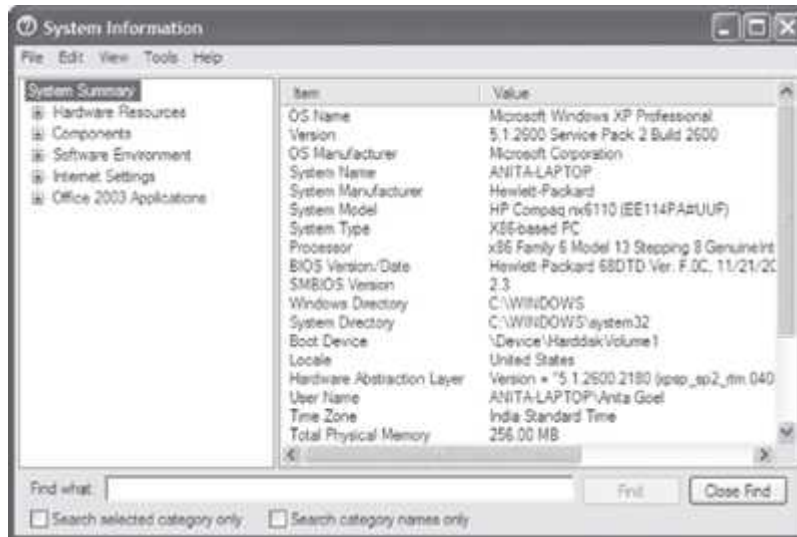 System Information
File Edit View Tools Help
System Summary
Hardware Resources
Components
Software Environment
Internet Settings
Office 2003 Applications
Item Value
OS Name Microsoft Windows XP Professional
Version 5.1.2600 Service Pack 2 Build 2600
OS Manufacturer Microsoft Corporation
System Name ANITA-LAPTOP
System Manufacturer Hewlett-Packard
System Model HP Compaq nx6110 (EE114PA#UUF)
System Type X86-based PC
Processor x86 Family 6 Model 13 Stepping 8 GenuineInt
BIOS Version/Date Hewlett-Packard 68DTD Ver. F.0C, 11/21/20
SMBIOS Version 2.3
Windows Directory C:\WINDOWS
System Directory C:\WINDOWS\system32
Boot Device \Device\HarddiskVolume1
Locale United States
Hardware Abstraction Layer Version = "5.1.2600.2180 (xpsp_sp2_rtm.040
User Name ANITA-LAPTOP\Anita Goel
Time Zone India Standard Time
Total Physical Memory 256.00 MB
Find what: Find Close Find
Search selected category only Search category names only